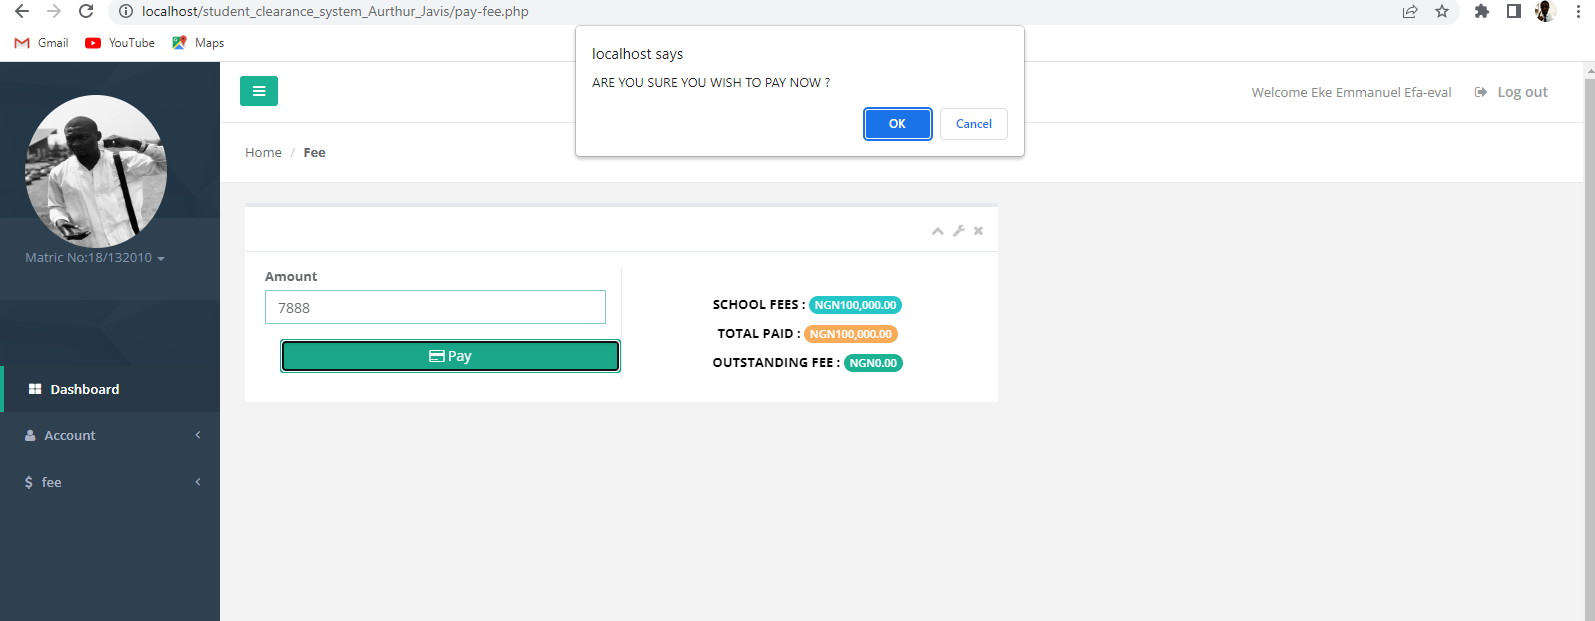 localhost/student_clearance_system_Aurthur_Javis/pay-fee.php
Gmail YouTube Maps
localhost says
ARE YOU SURE YOU WISH TO PAY NOW ?
OK Cancel
Welcome Eke Emmanuel Efa-eval Log out
Home / Fee
Matric No:18/132010
Dashboard
Account
$ fee
Amount
7888
Pay
SCHOOL FEES : NGN100,000.00
TOTAL PAID : NGN100,000.00
OUTSTANDING FEE : NGN0.00